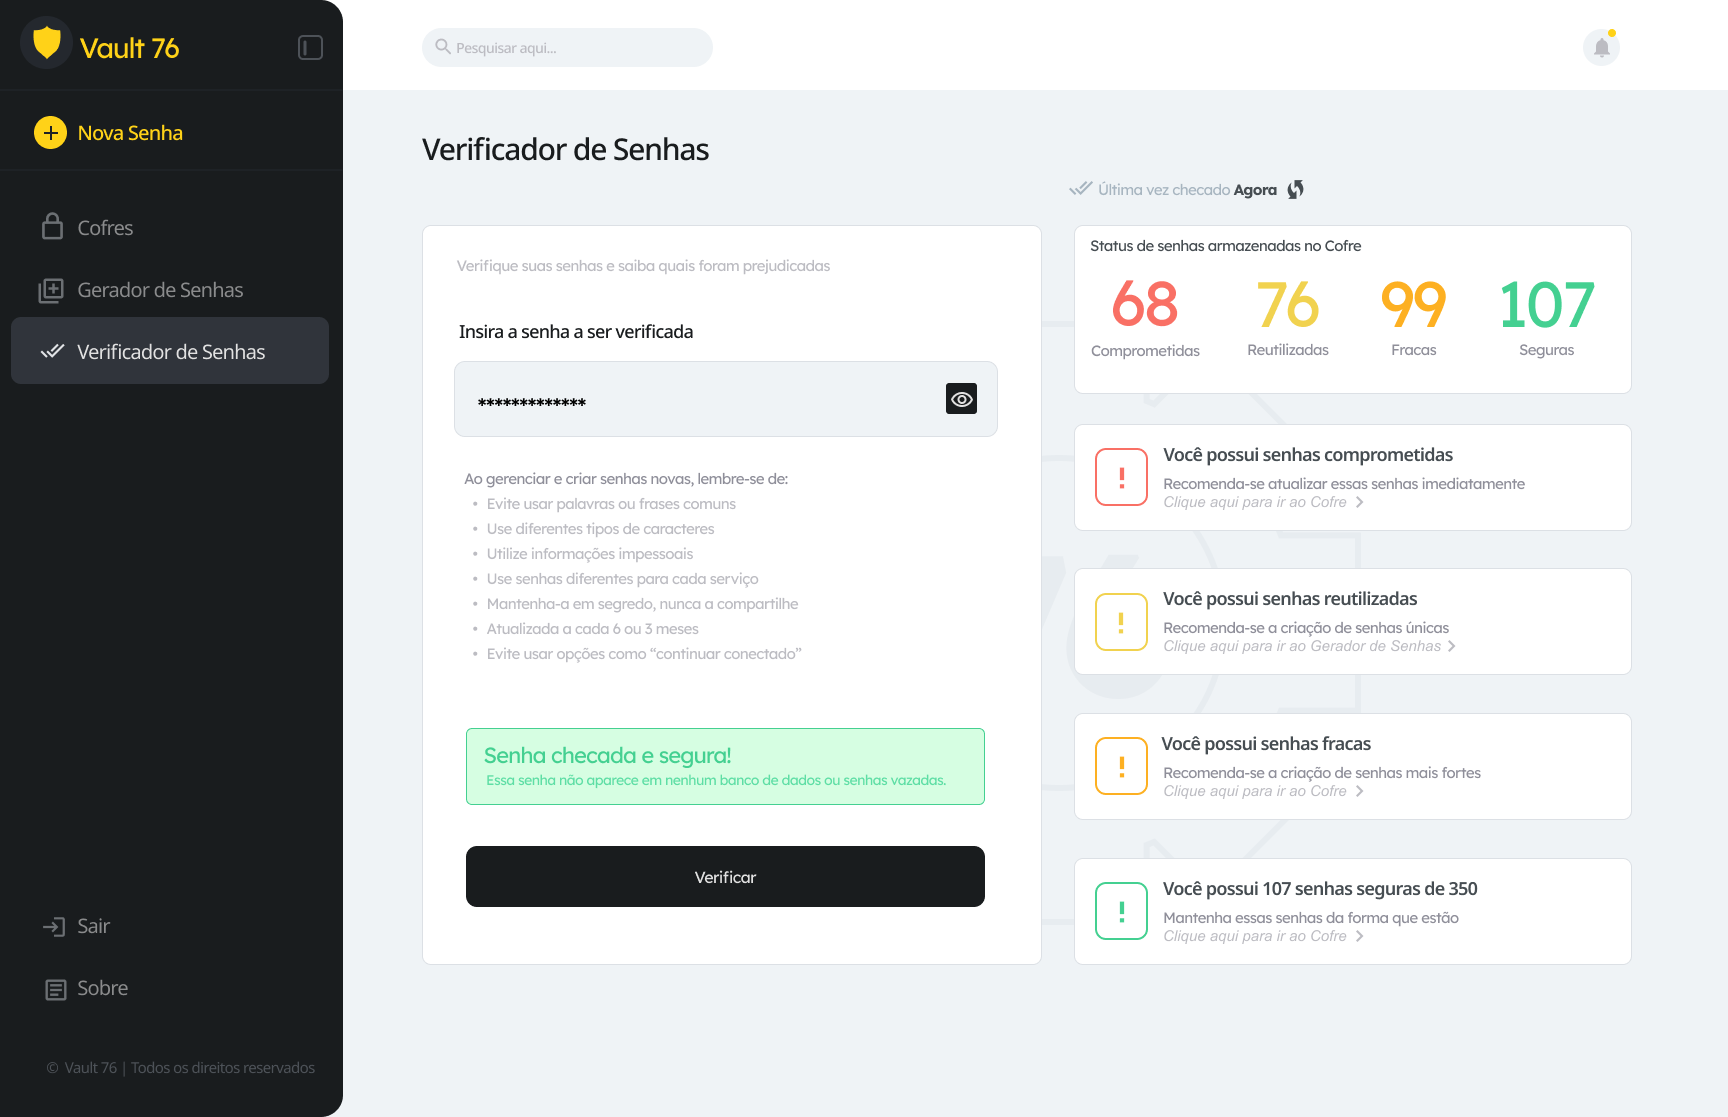 Vault 76
Nova Senha
Cofres
Gerador de Senhas
Verificador de Senhas
Sair
Sobre
© Vault 76 | Todos os direitos reservados
Pesquisar aqui...
Verificador de Senhas
Última vez checado Agora
Verifique suas senhas e saiba quais foram prejudicadas
Insira a senha a ser verificada
*************
Ao gerenciar e criar senhas novas, lembre-se de:
• Evite usar palavras ou frases comuns
• Use diferentes tipos de caracteres
• Utilize informações impessoais
• Use senhas diferentes para cada serviço
• Mantenha-a em segredo, nunca a compartilhe
• Atualizada a cada 6 ou 3 meses
• Evite usar opções como “continuar conectado”
Senha checada e segura!
Essa senha não aparece em nenhum banco de dados ou senhas vazadas.
Verificar
Status de senhas armazenadas no Cofre
68 76 99 107
Comprometidas Reutilizadas Fracas Seguras
!
Você possui senhas comprometidas
Recomenda-se atualizar essas senhas imediatamente
Clique aqui para ir ao Cofre
!
Você possui senhas reutilizadas
Recomenda-se a criação de senhas únicas
Clique aqui para ir ao Gerador de Senhas
!
Você possui senhas fracas
Recomenda-se a criação de senhas mais fortes
Clique aqui para ir ao Cofre
!
Você possui 107 senhas seguras de 350
Mantenha essas senhas da forma que estão
Clique aqui para ir ao Cofre